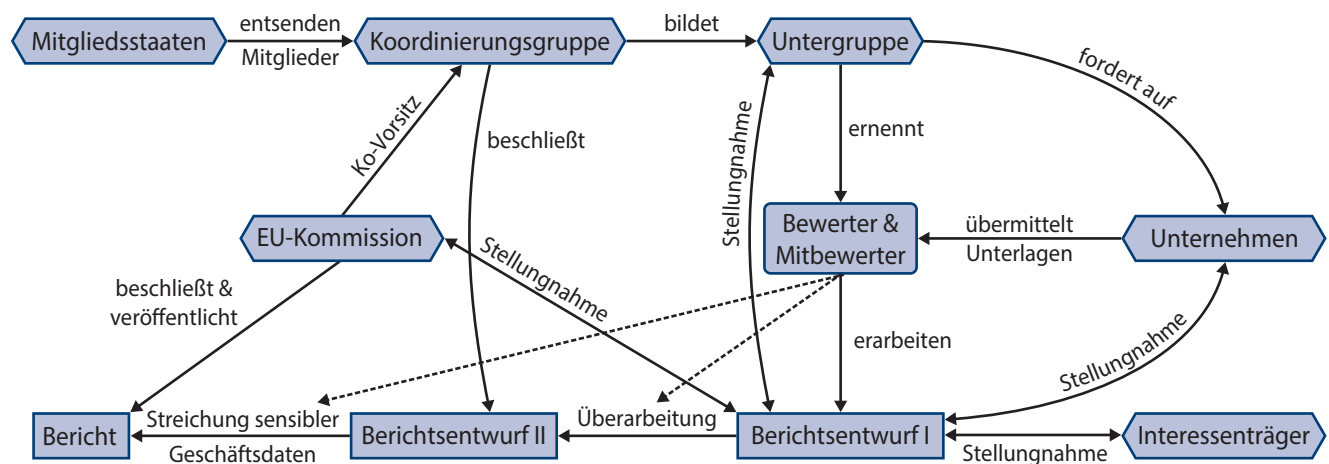 Mitgliedsstaaten
entsenden
Mitglieder
Koordinierungsgruppe
bildet
Untergruppe
fordert auf
Ko-Vorsitz
beschließt
Stellungnahme
ernennt
EU-Kommission
Stellungnahme
Bewerter &
Mitbewerter
übermittelt
Unterlagen
Unternehmen
beschließt &
veröffentlicht
erarbeiten
Stellungnahme
Bericht
Streichung sensibler
Geschäftsdaten
Berichtsentwurf II
Überarbeitung
Berichtsentwurf I
Stellungnahme
Interessenträger